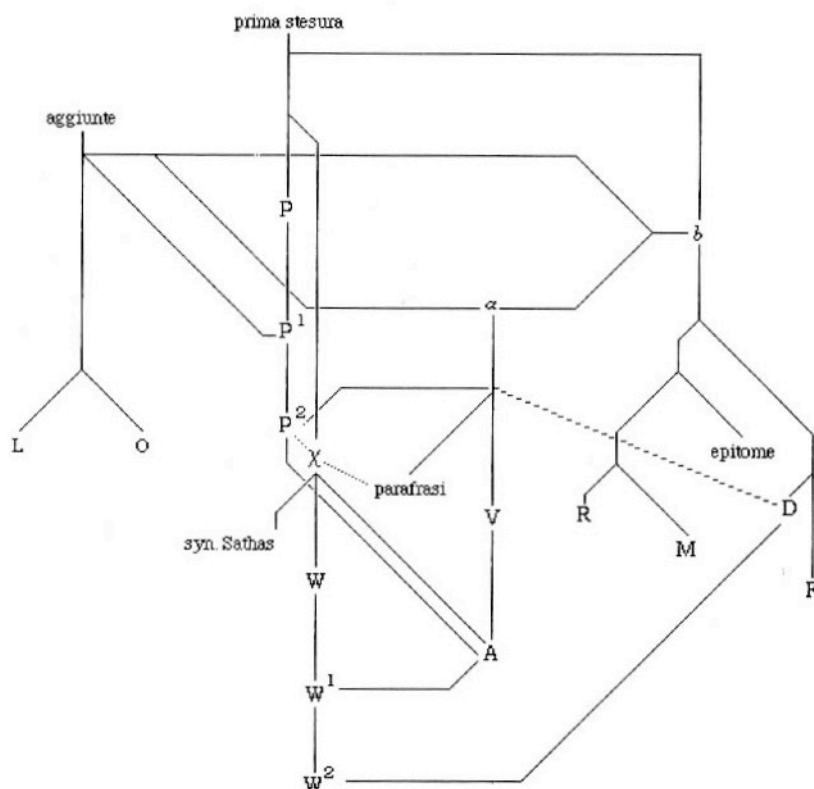 prima stesura
aggiunte
P
b
a
P¹
P²
epitome
L
O
χ
parafrasi
V
R
D
syn. Sathas
M
W
F
A
W¹
W²